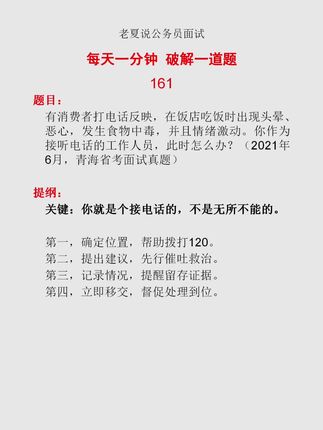 老夏说公务员面试
每天一分钟 破解一道题
161
题目：
有消费者打电话反映，在饭店吃饭时出现头晕、
恶心，发生食物中毒，并且情绪激动。你作为
接听电话的工作人员，此时怎么办？（2021年
6月，青海省考面试真题）
提纲：
关键：你就是个接电话的，不是无所不能的。
第一，确定位置，帮助拨打120。
第二，提出建议，先行催吐救治。
第三，记录情况，提醒留存证据。
第四，立即移交，督促处理到位。